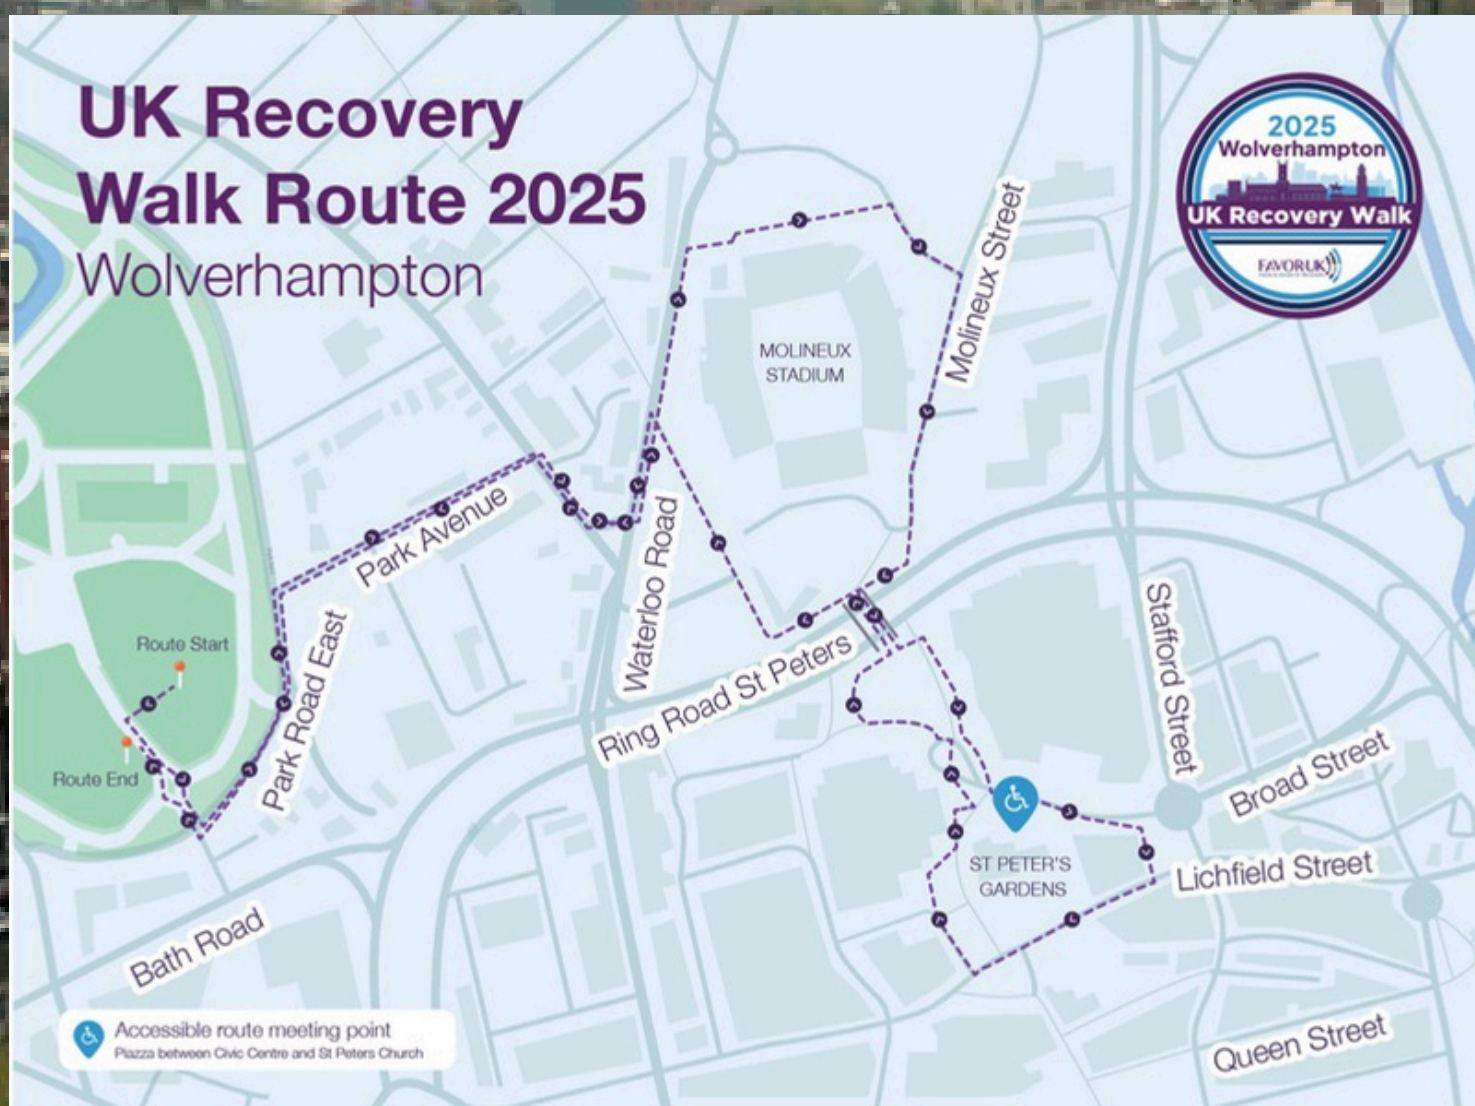 UK Recovery
Walk Route 2025
Wolverhampton
2025
Wolverhampton
UK Recovery Walk
FAVORUK
Molineux Street
MOLINEUX
STADIUM
Park Avenue
Waterloo Road
Park Road East
Route Start
Route End
Ring Road St Peters
Stafford Street
Broad Street
Lichfield Street
ST PETER'S
GARDENS
Bath Road
Queen Street
Accessible route meeting point
Piazza between Civic Centre and St Peters Church